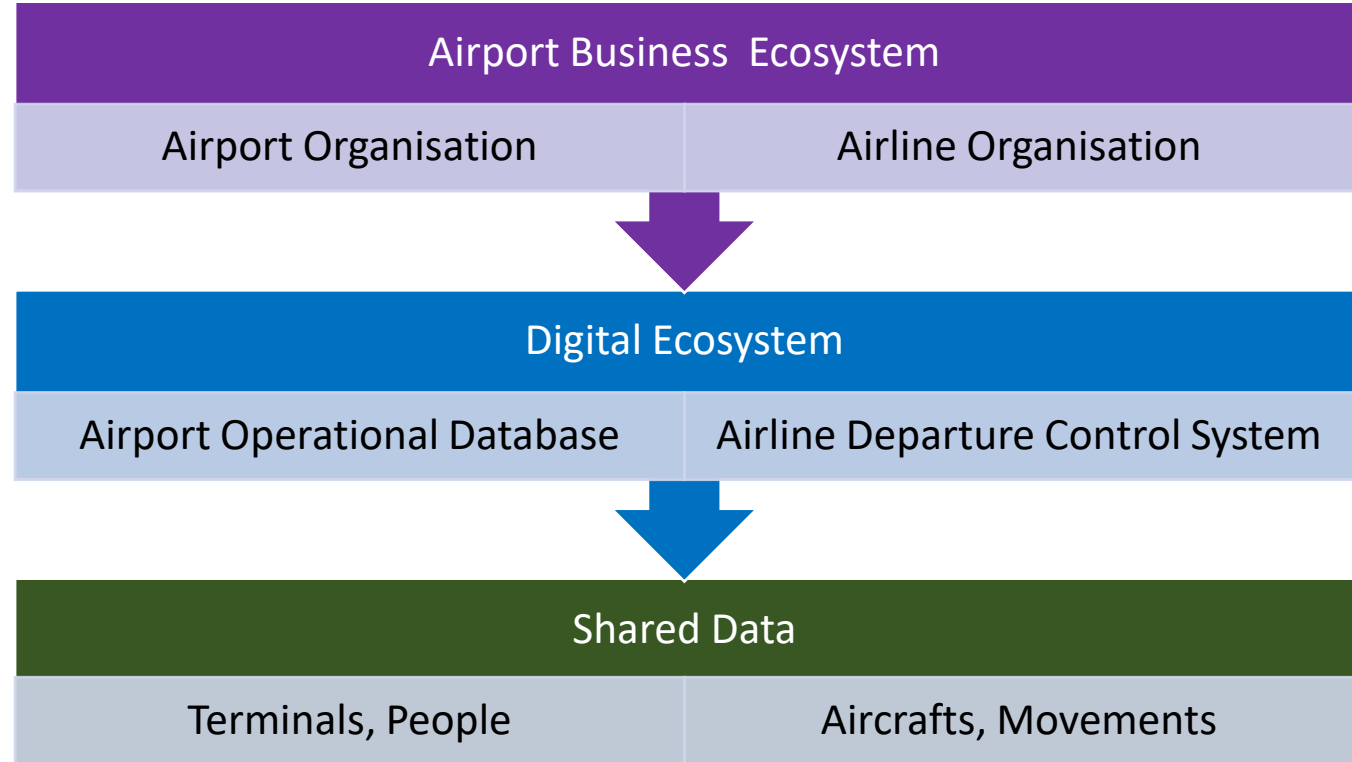 Airport Business  Ecosystem
Airport Organisation
Airline Organisation
Digital Ecosystem
Airport Operational Database
Airline Departure Control System
Shared Data
Terminals, People
Aircrafts, Movements